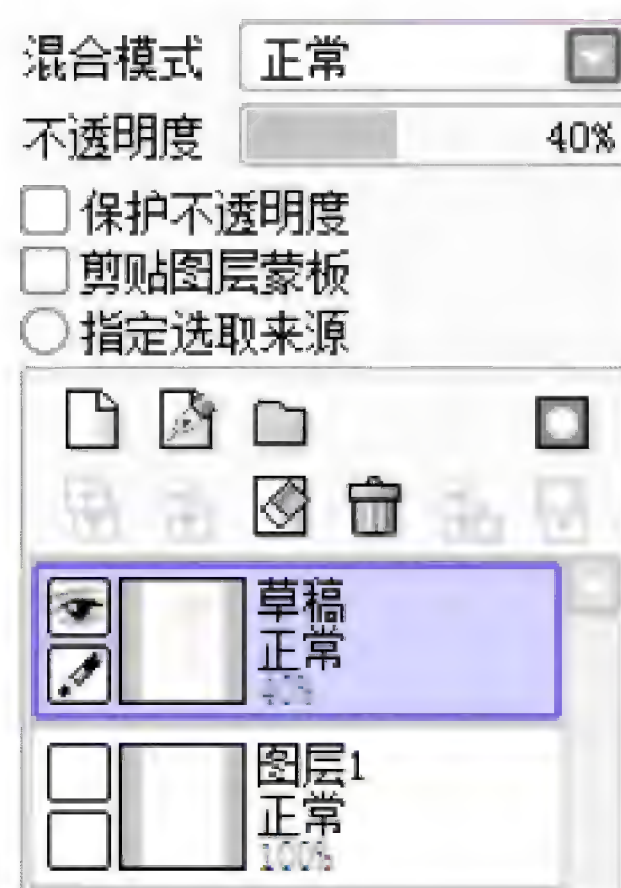 混合模式 正常
不透明度 40%
保护不透明度
剪贴图层蒙板
指定选取来源
草稿
正常
40%
图层1
正常
100%